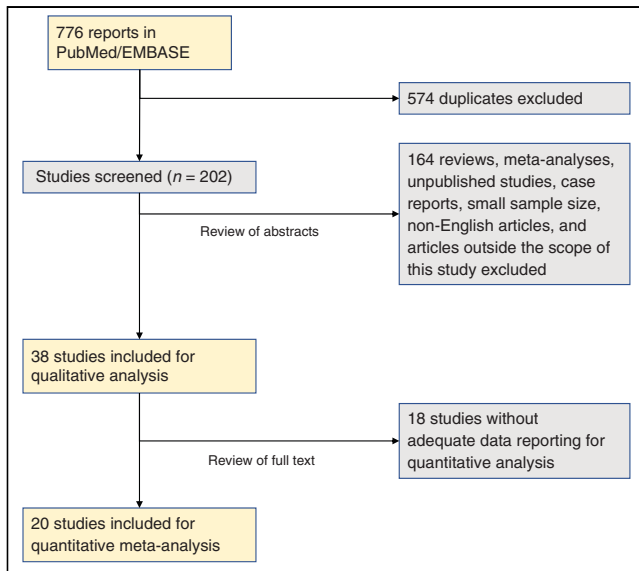 776 reports in
PubMed/EMBASE
574 duplicates excluded
Studies screened (n = 202)
164 reviews, meta-analyses,
unpublished studies, case
reports, small sample size,
non-English articles, and
articles outside the scope of
this study excluded
Review of abstracts
38 studies included for
qualitative analysis
18 studies without
adequate data reporting for
quantitative analysis
Review of full text
20 studies included for
quantitative meta-analysis